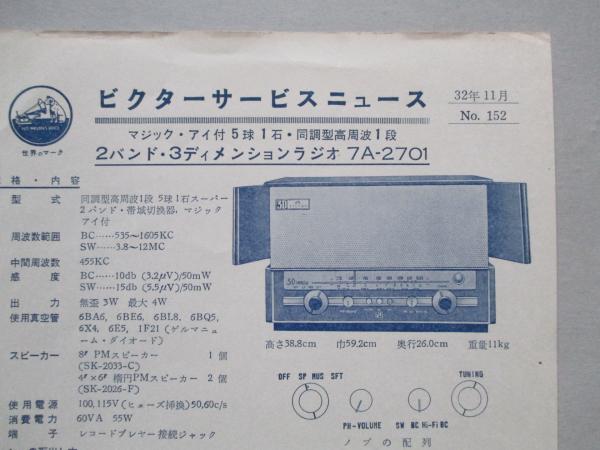 ビクターサービスニュース
32年11月
No. 152
世界のマーク
マジック・アイ付5球1石・同調型高周波1段
2バンド・3ディメンションラジオ 7A-2701
格・内容
型式 同調型高周波1段 5球1石スーパー
2バンド・帯域切換器, マジック
アイ付
周波数範囲 BC……535〜1605KC
SW……3.8〜12MC
中間周波数 455KC
感度 BC……10db (3.2μV)/50mW
SW……15db (5.5μV)/50mW
出力 無歪 3W 最大 4W
使用真空管 6BA6, 6BE6, 6BL8, 6BQ5,
6X4, 6E5, 1F21 (ゲルマニュ
ーム・ダイオード)
スピーカー 8" PMスピーカー 1個
(SK-2033-C)
4"×6" 楕円PMスピーカー 2個
(SK-2026-F)
使用電源 100,115V(ヒューズ挿換)50,60c/s
消費電力 60VA 55W
端子 レコードプレヤー接続ジャック
高さ38.8cm 巾59.2cm 奥行26.0cm 重量11kg
OFF SP MUS SFT
TUNING
PH-VOLUME
SW BC Hi-Fi BC
ノブの配列